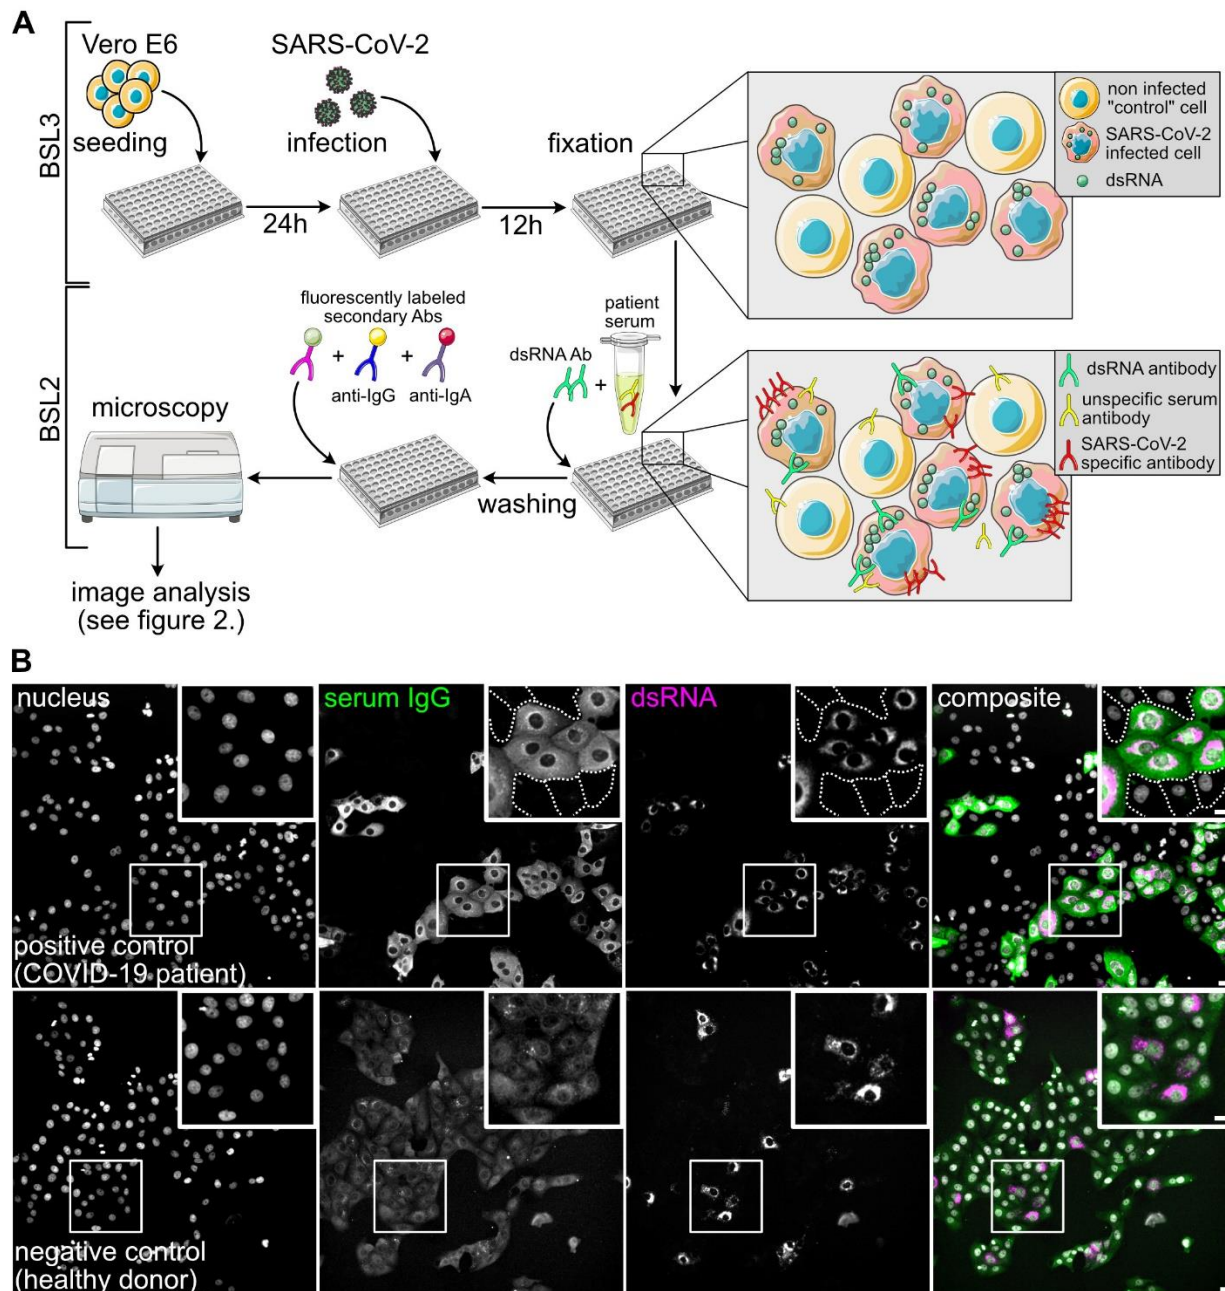 A
BSL3
Vero E6
seeding
SARS-CoV-2
infection
fixation
24h
12h
non infected
"control" cell
SARS-CoV-2
infected cell
dsRNA
BSL2
fluorescently labeled
secondary Abs
anti-IgG
anti-IgA
patient
serum
dsRNA Ab
microscopy
washing
image analysis
(see figure 2.)
dsRNA antibody
unspecific serum
antibody
SARS-CoV-2
specific antibody
B
nucleus
serum IgG
dsRNA
composite
positive control
(COVID-19 patient)
negative control
(healthy donor)